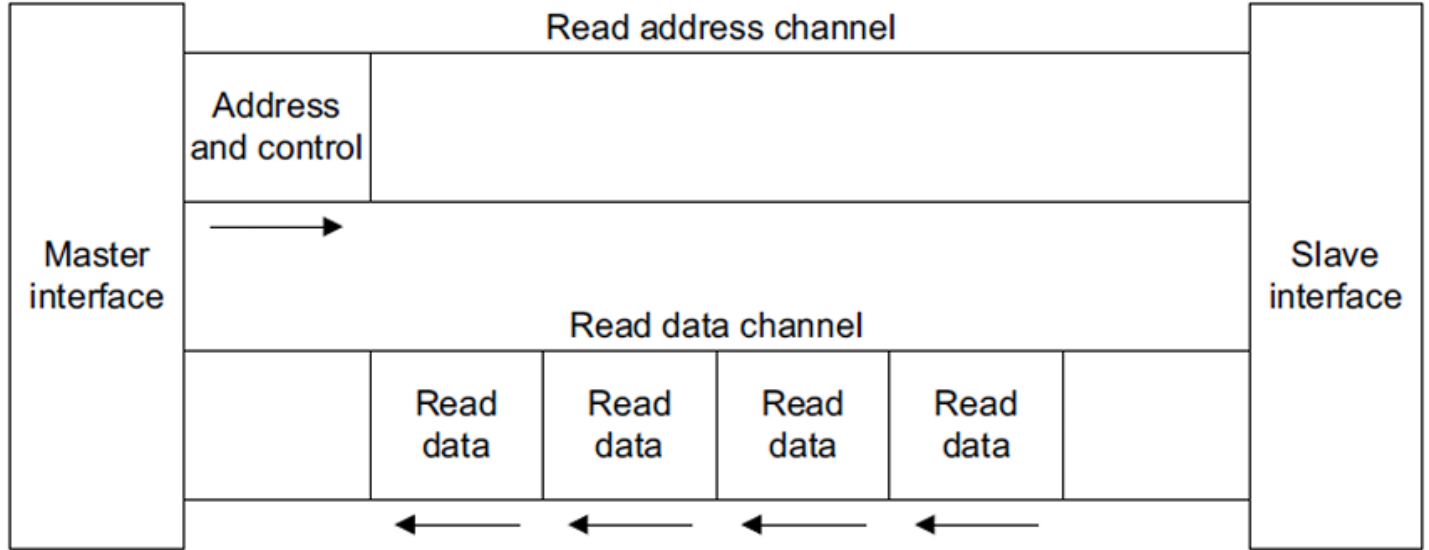 Read address channel
Address
and control
Master
interface
Slave
interface
Read data channel
Read
data
Read
data
Read
data
Read
data